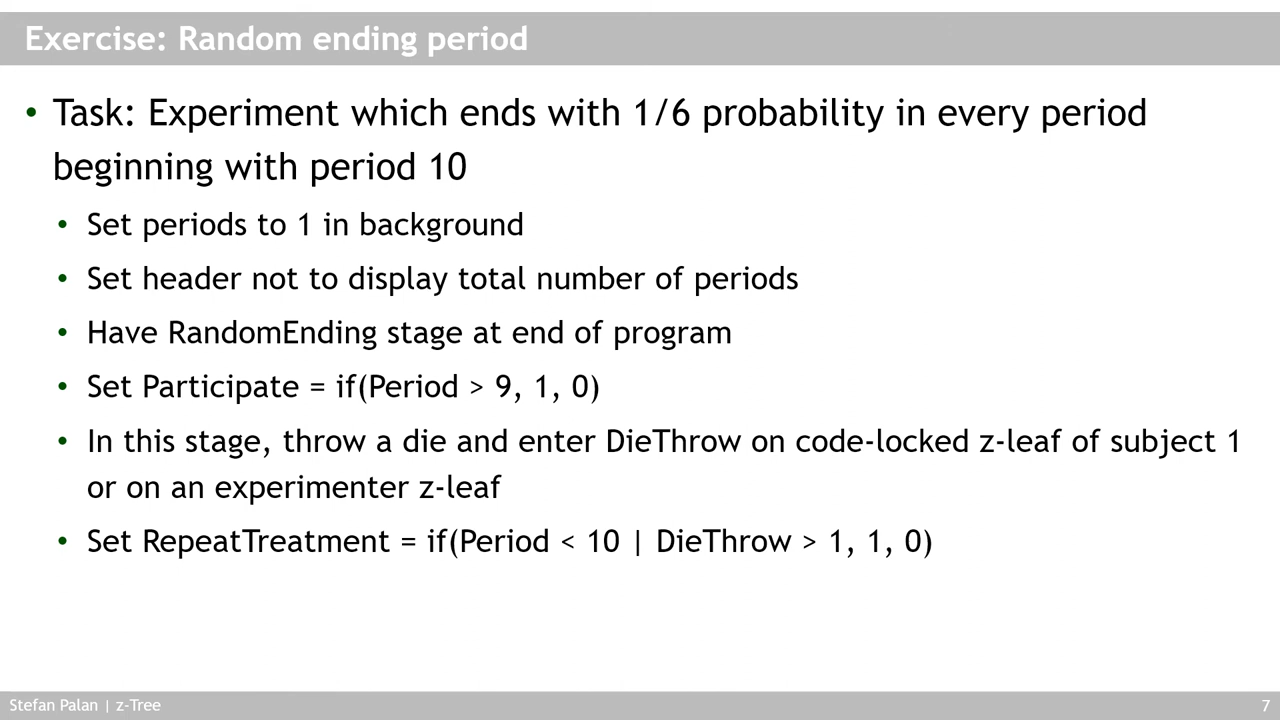 Exercise: Random ending period
• Task: Experiment which ends with 1/6 probability in every period
beginning with period 10
• Set periods to 1 in background
• Set header not to display total number of periods
• Have RandomEnding stage at end of program
• Set Participate = if(Period > 9, 1, 0)
• In this stage, throw a die and enter DieThrow on code-locked z-leaf of subject 1
or on an experimenter z-leaf
• Set RepeatTreatment = if(Period < 10 | DieThrow > 1, 1, 0)
Stefan Palan | z-Tree
7